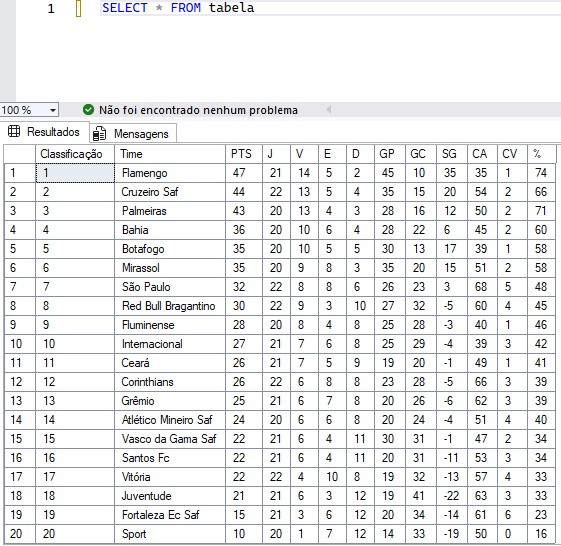 1 SELECT * FROM tabela
100 % Não foi encontrado nenhum problema
Resultados Mensagens
Classificação Time PTS J V E D GP GC SG CA CV %
1 1 Flamengo 47 21 14 5 2 45 10 35 35 1 74
2 2 Cruzeiro Saf 44 22 13 5 4 35 15 20 54 2 66
3 3 Palmeiras 43 20 13 4 3 28 16 12 50 2 71
4 4 Bahia 36 20 10 6 4 28 22 6 45 2 60
5 5 Botafogo 35 20 10 5 5 30 13 17 39 1 58
6 6 Mirassol 35 20 9 8 3 35 20 15 51 2 58
7 7 São Paulo 32 22 8 8 6 26 23 3 68 5 48
8 8 Red Bull Bragantino 30 22 9 3 10 27 32 -5 60 4 45
9 9 Fluminense 28 20 8 4 8 25 28 -3 40 1 46
10 10 Internacional 27 21 7 6 8 25 29 -4 39 3 42
11 11 Ceará 26 21 7 5 9 19 20 -1 49 1 41
12 12 Corinthians 26 22 6 8 8 23 28 -5 66 3 39
13 13 Grêmio 25 21 6 7 8 20 26 -6 62 3 39
14 14 Atlético Mineiro Saf 24 20 6 6 8 20 24 -4 51 4 40
15 15 Vasco da Gama Saf 22 21 6 4 11 30 31 -1 47 2 34
16 16 Santos Fc 22 21 6 4 11 20 31 -11 53 3 34
17 17 Vitória 22 22 4 10 8 19 32 -13 57 4 33
18 18 Juventude 21 21 6 3 12 19 41 -22 63 3 33
19 19 Fortaleza Ec Saf 15 21 3 6 12 20 34 -14 61 6 23
20 20 Sport 10 20 1 7 12 14 33 -19 50 0 16